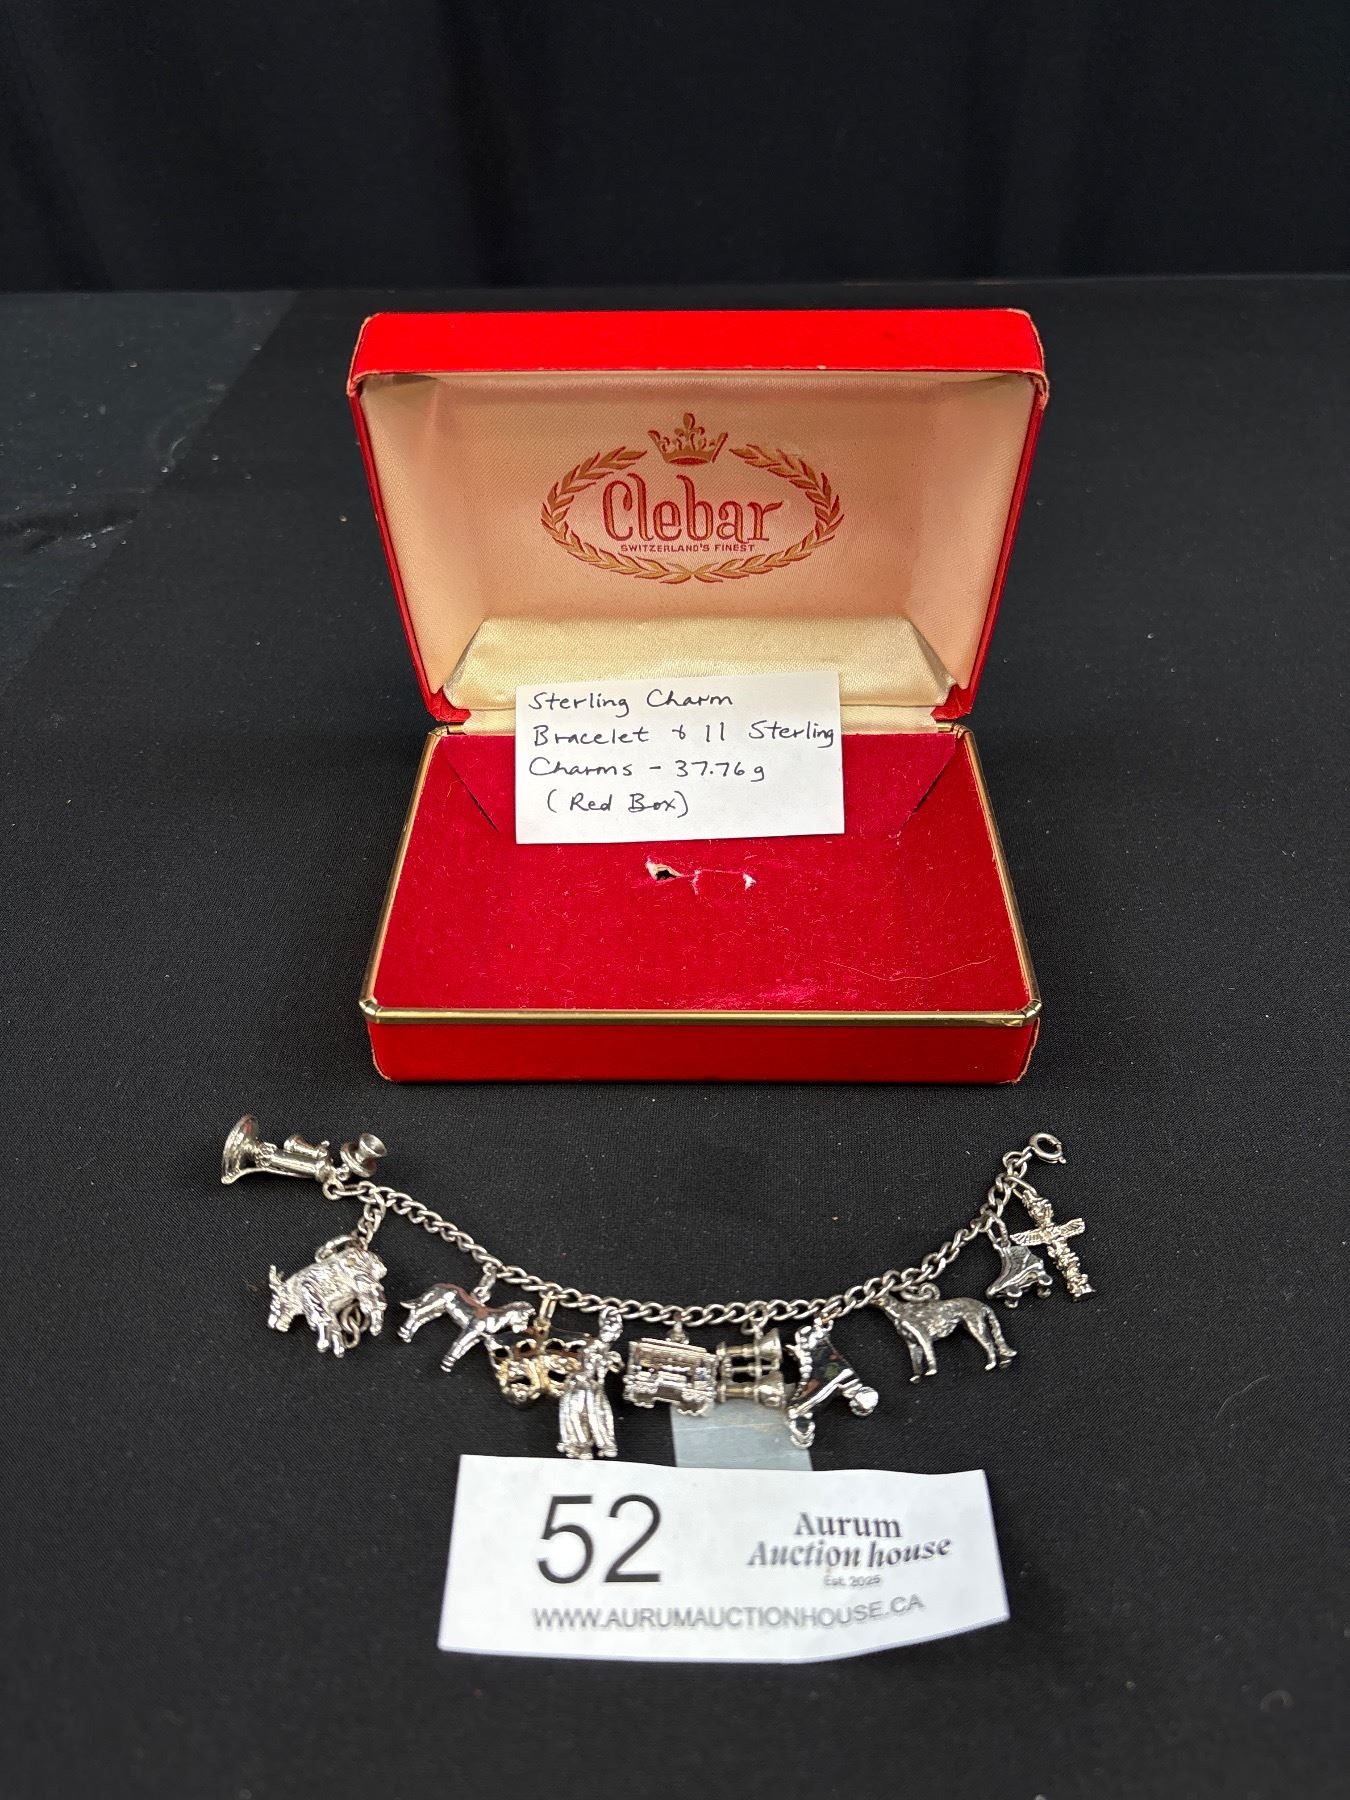 Clebar
SWITZERLAND'S FINEST
Sterling Charm
Bracelet & 11 Sterling
Charms - 37.76g
(Red Box)
52
Aurum
Auction house
Est. 2025
WWW.AURUMAUCTIONHOUSE.CA